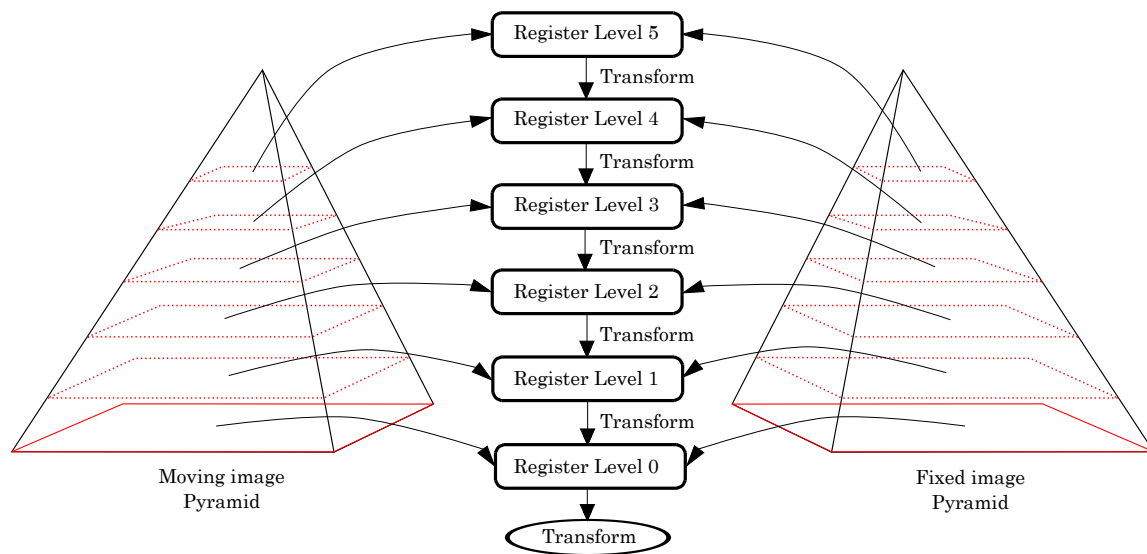 Register Level 5
Transform
Register Level 4
Transform
Register Level 3
Transform
Register Level 2
Transform
Register Level 1
Transform
Register Level 0
Transform
Moving image
Pyramid
Fixed image
Pyramid